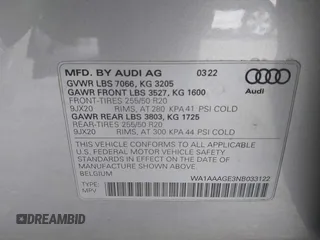 MFD. BY AUDI AG 03 22
GVWR LBS 7066, KG 3205
GAWR FRONT LBS 3527, KG 1600
FRONT-TIRES 255/50 R20
9JX20 RIMS, AT 280 KPA 41 PSI COLD
GAWR REAR LBS 3803, KG 1725
REAR-TIRES 255/50 R20
9JX20 RIMS, AT 300 KPA 44 PSI COLD
Audi
THIS VEHICLE CONFORMS TO ALL APPLICABLE
U.S. FEDERAL MOTOR VEHICLE SAFETY
STANDARDS IN EFFECT ON THE DATE OF
MANUFACTURE SHOWN ABOVE.
BELGIUM
TYPE: WA1AAAGE3NB033122
MPV
DREAMBID